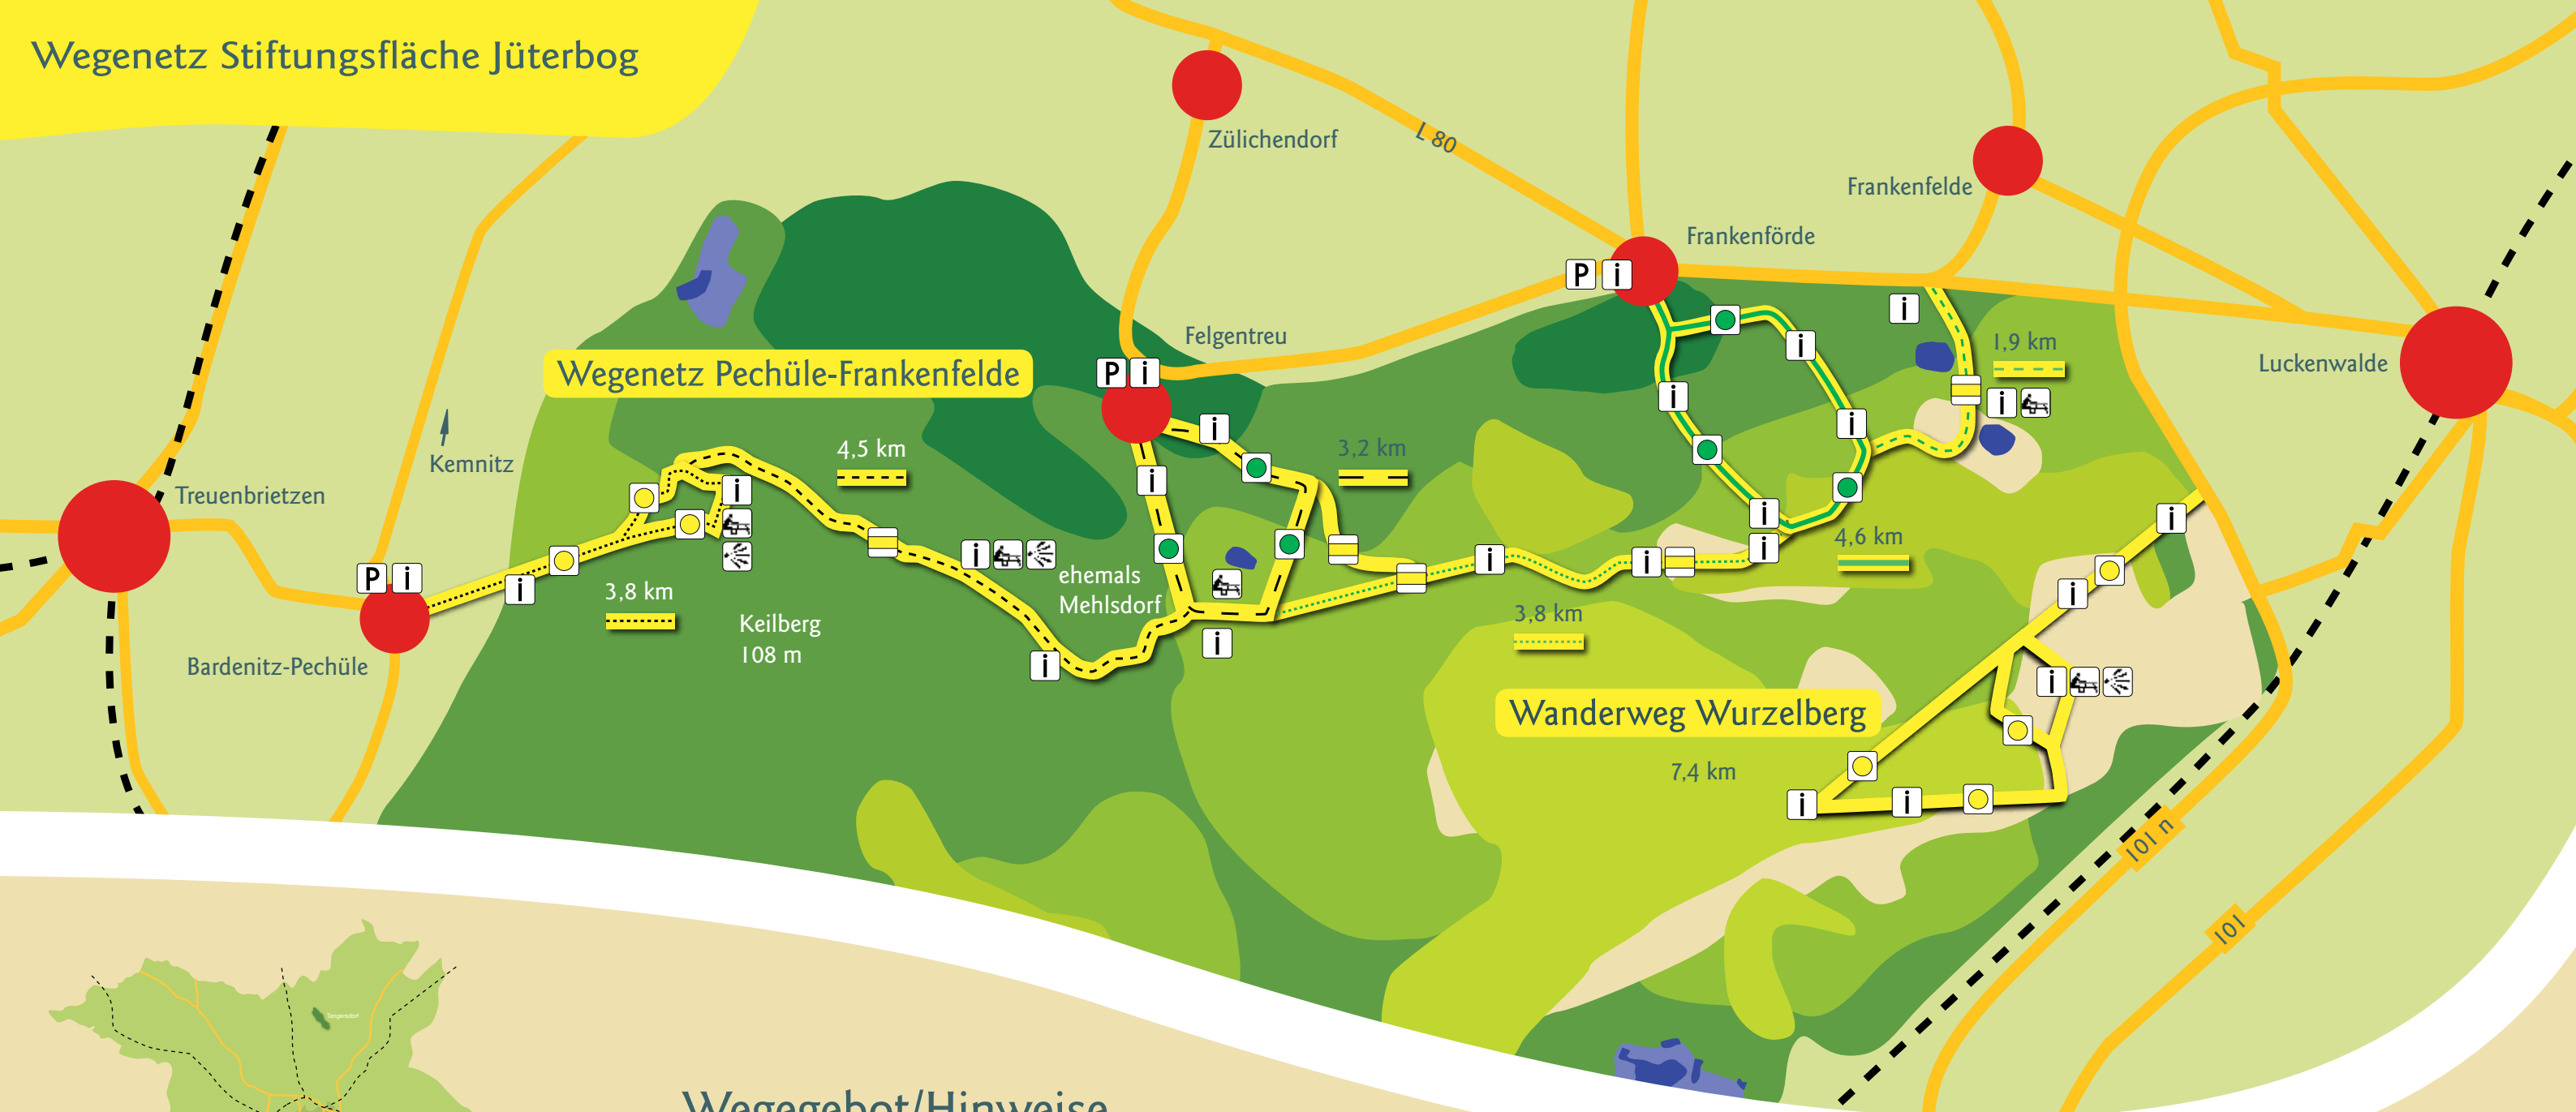 Wegenetz Stiftungsfläche Jüterbog
Zülichendorf
L 80
Frankenfelde
Frankenförde
P i
Felgentreu
i
i
1,9 km
Luckenwalde
Wegenetz Pechüle-Frankenfelde
P i
i
i
i
i
4,5 km
3,2 km
Kemnitz
Treuenbrietzen
i
i
i
i
4,6 km
i
i
i
i
ehemals
Mehlsdorf
P i
i
3,8 km
i
3,8 km
Keilberg
108 m
i
i
Bardenitz-Pechüle
i
Wanderweg Wurzelberg
7,4 km
i
i
101 n
101
Tangersdorf
Wegegebot/Hinweise